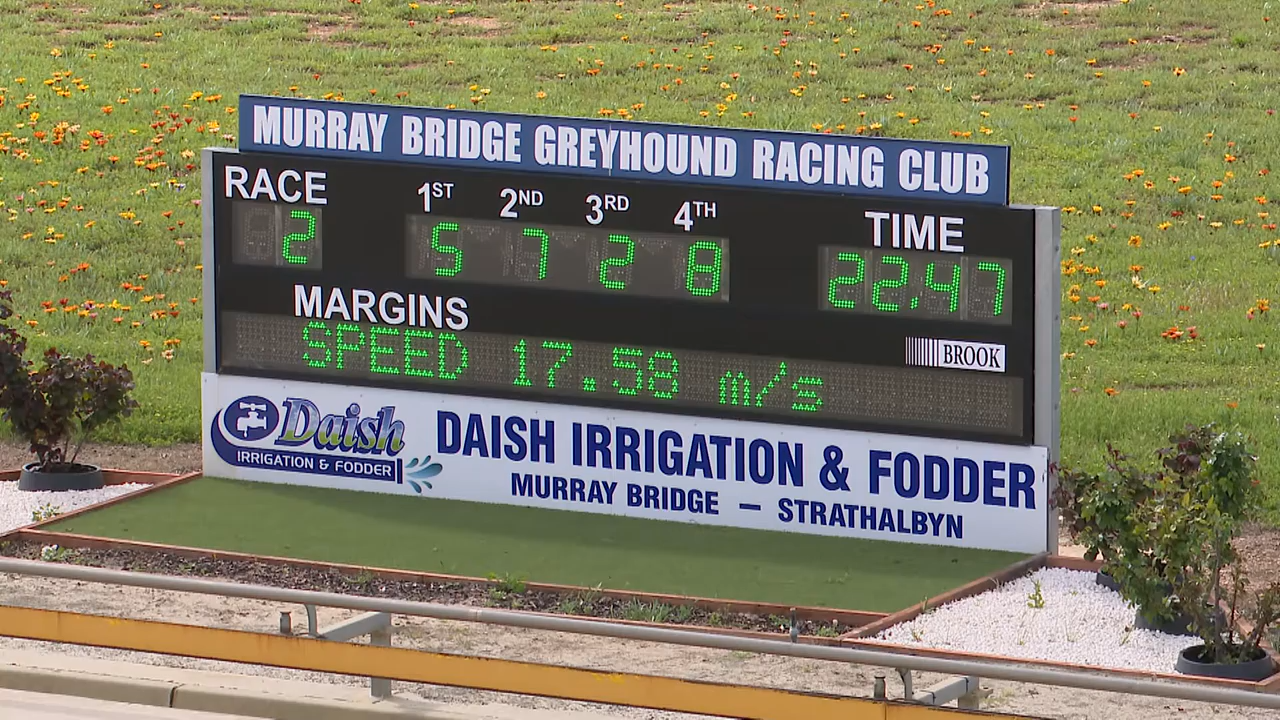 MURRAY BRIDGE GREYHOUND RACING CLUB
RACE 1ST 2ND 3RD 4TH TIME
2 5 7 2 8 22.47
MARGINS
SPEED 17.58 m/s
BROOK
Daish
IRRIGATION & FODDER
DAISH IRRIGATION & FODDER
MURRAY BRIDGE – STRATHALBYN